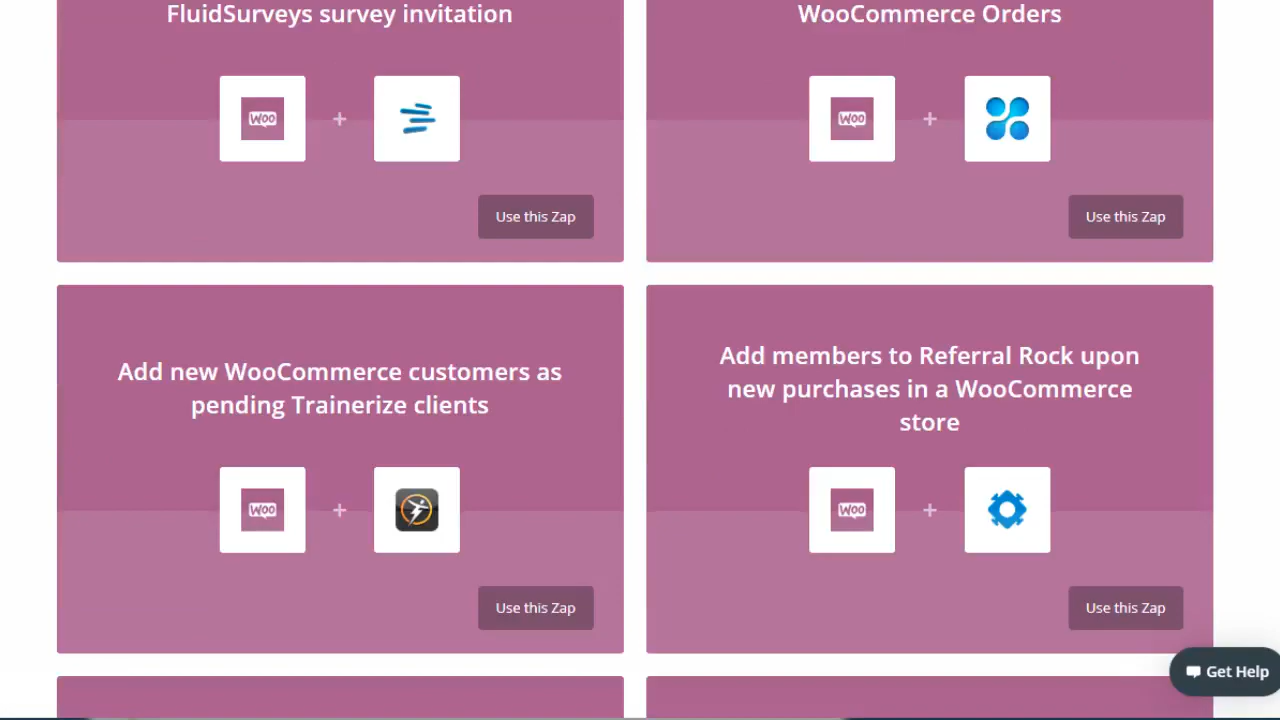 FluidSurveys survey invitation
WOO
+
Use this Zap
WooCommerce Orders
WOO
+
Use this Zap
Add new WooCommerce customers as
pending Trainerize clients
WOO
+
Use this Zap
Add members to Referral Rock upon
new purchases in a WooCommerce
store
WOO
+
Use this Zap
Get Help